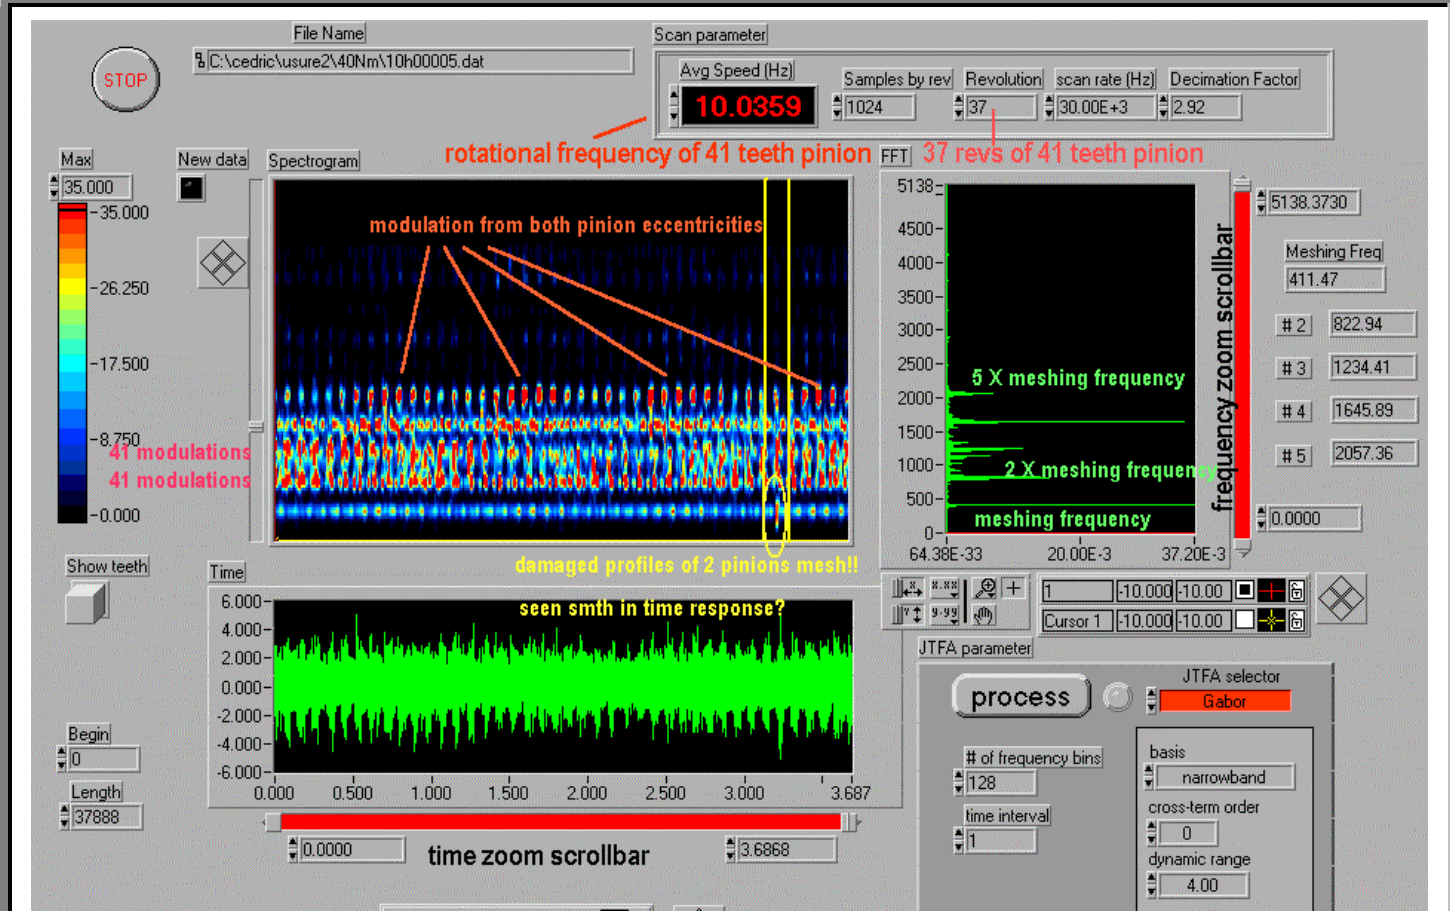 File Name
C:\cedric\usure2\40Nm\10h00005.dat
STOP
Scan parameter
Avg Speed (Hz)
10.0359
Samples by rev
1024
Revolution
37
scan rate (Hz)
30.00E+3
Decimation Factor
2.92
rotational frequency of 41 teeth pinion
37 revs of 41 teeth pinion
Max
35.000
New data
Spectrogram
FFT
35.000
26.250
17.500
8.750
0.000
modulation from both pinion eccentricities
41 modulations
41 modulations
damaged profiles of 2 pinions mesh!!
5138
4500
4000
3500
3000
2500
2000
1500
1000
500
0
64.38E-33
20.00E-3
37.20E-3
5 X meshing frequency
2 X meshing frequency
meshing frequency
frequency zoom scrollbar
5138.3730
0.0000
Meshing Freq
411.47
# 2
822.94
# 3
1234.41
# 4
1645.89
# 5
2057.36
Show teeth
Time
seen smth in time response?
6.000
4.000
2.000
0.000
-2.000
-4.000
-6.000
0.000
0.500
1.000
1.500
2.000
2.500
3.000
3.687
Begin
0
Length
37888
0.0000
time zoom scrollbar
3.6868
X
x.xx
Y
y.yy
1
-10.000
-10.00
Cursor 1
-10.000
-10.00
JTFA parameter
process
JTFA selector
Gabor
# of frequency bins
128
time interval
1
basis
narrowband
cross-term order
0
dynamic range
4.00